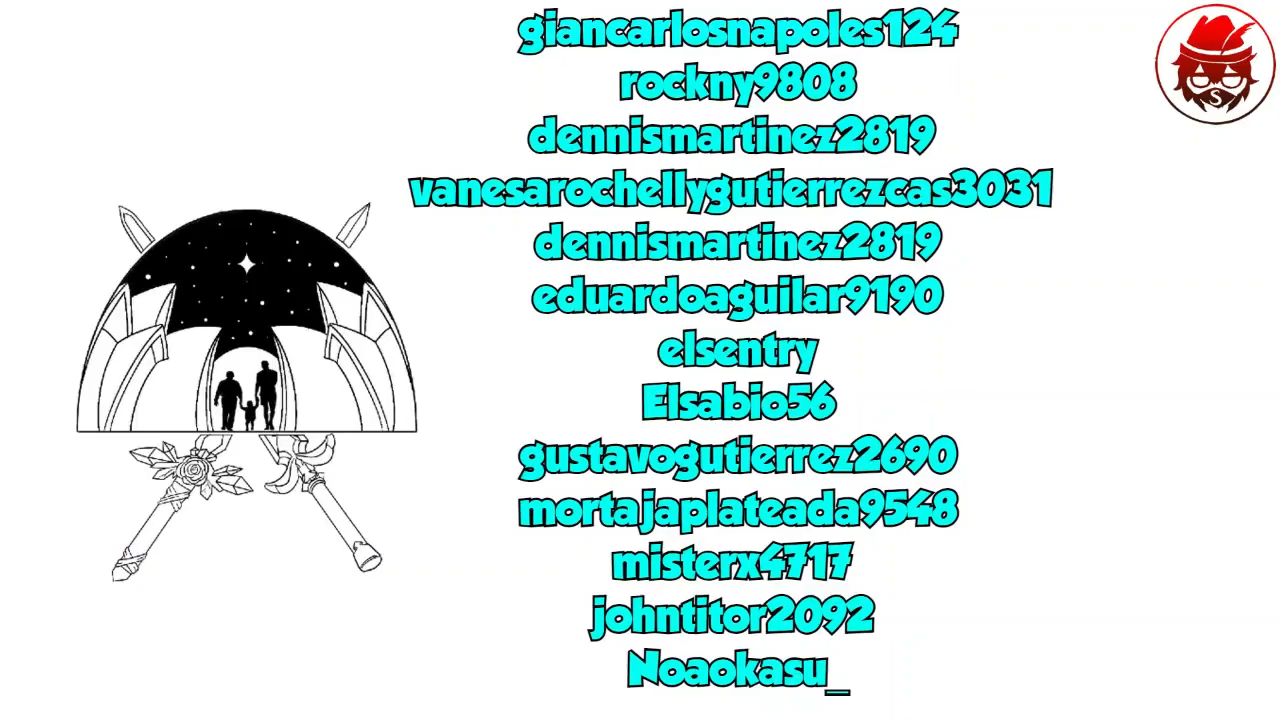 giancarlosnapoles124
rockny9808
dennismartinez2819
vanesarochellygutierrezcas3031
dennismartinez2819
eduardoaguilar9190
elsentry
Elsabio56
gustavogutierrez2690
mortajaplateada9548
misterx4717
johntitor2092
Noaokasu_
S